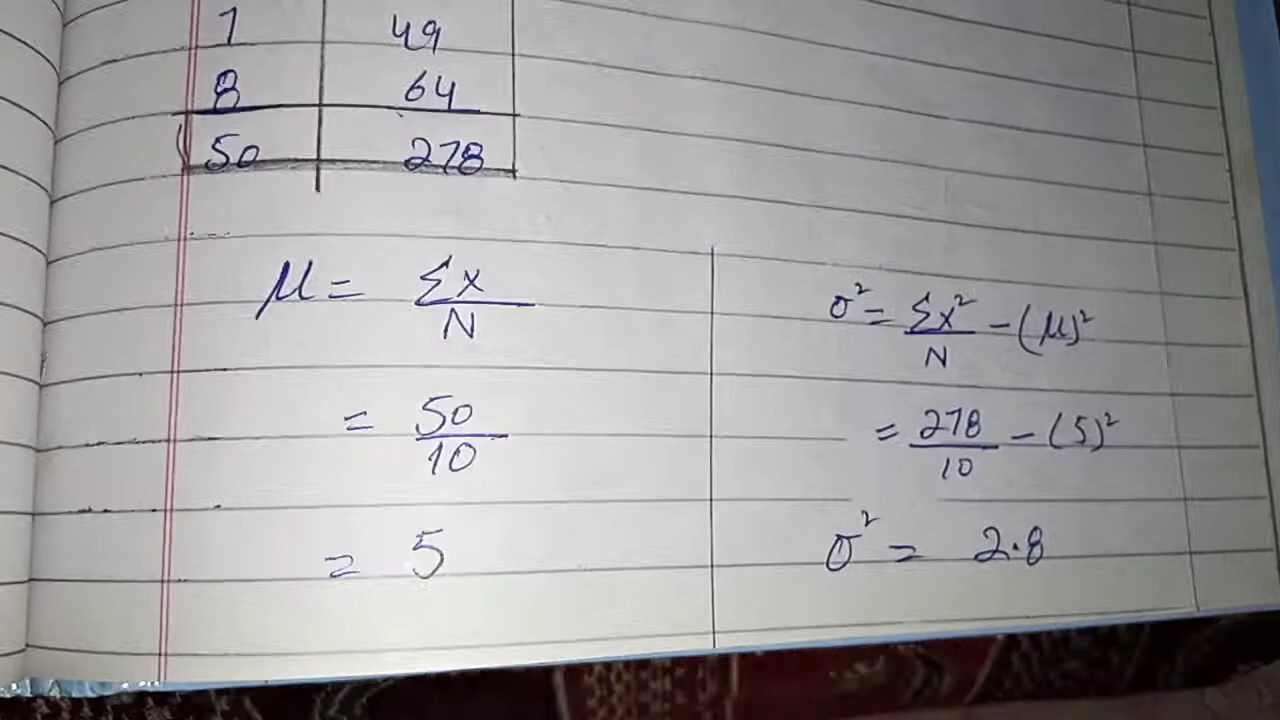 7 49
8 64
50 278
μ = Σx/N
= 50/10
= 5
σ² = Σx²/N - (μ)²
= 278/10 - (5)²
σ² = 2.8